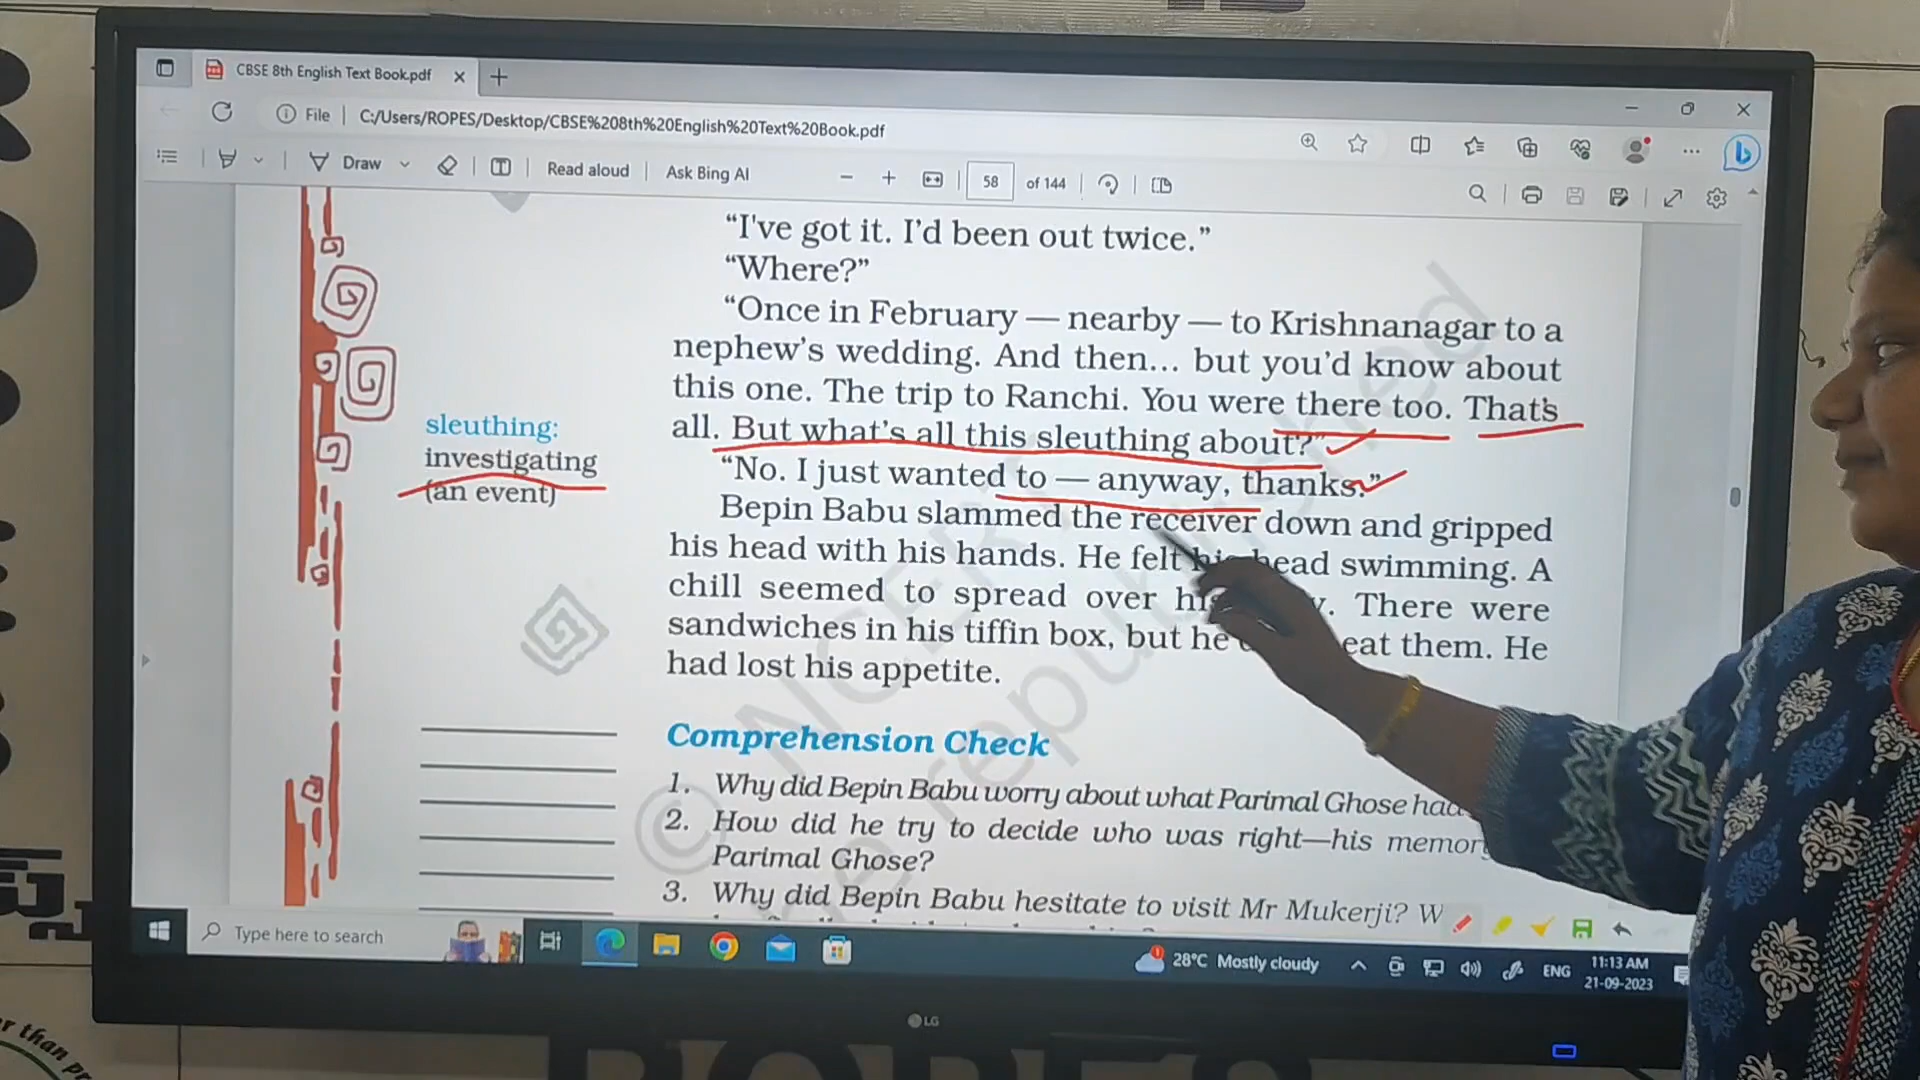 CBSE 8th English Text Book.pdf
File C:/Users/ROPES/Desktop/CBSE%208th%20English%20Text%20Book.pdf
Draw Read aloud Ask Bing AI 58 of 144
“I've got it. I’d been out twice.”
“Where?”
“Once in February — nearby — to Krishnanagar to a
nephew’s wedding. And then... but you’d know about
this one. The trip to Ranchi. You were there too. That’s
all. But what’s all this sleuthing about?”
sleuthing:
investigating
(an event)
“No. I just wanted to — anyway, thanks.”
Bepin Babu slammed the receiver down and gripped
his head with his hands. He felt his head swimming. A
chill seemed to spread over his . There were
sandwiches in his tiffin box, but he eat them. He
had lost his appetite.
Comprehension Check
1. Why did Bepin Babu worry about what Parimal Ghose had
2. How did he try to decide who was right—his memory
Parimal Ghose?
3. Why did Bepin Babu hesitate to visit Mr Mukerji? W
© NCERT
be republished
Type here to search
28°C Mostly cloudy
ENG
11:13 AM
21-09-2023
LG
r than